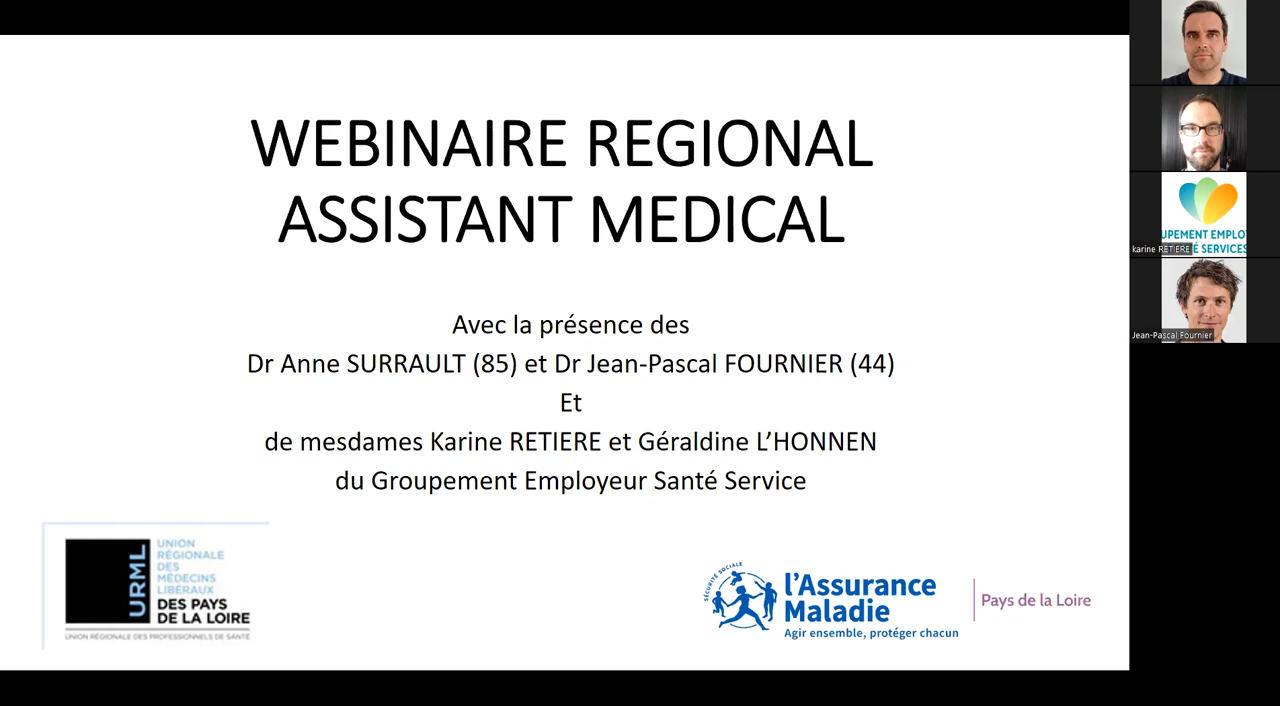 WEBINAIRE REGIONAL
ASSISTANT MEDICAL
Avec la présence des
Dr Anne SURRAULT (85) et Dr Jean-Pascal FOURNIER (44)
Et
de mesdames Karine RETIERE et Géraldine L'HONNEN
du Groupement Employeur Santé Service
URML
UNION
RÉGIONALE
DES
MÉDECINS
LIBÉRAUX
DES PAYS
DE LA LOIRE
UNION RÉGIONALE DES PROFESSIONNELS DE SANTÉ
SÉCURITÉ SOCIALE
l'Assurance
Maladie
Agir ensemble, protéger chacun
Pays de la Loire
UPEMENT EMPLO
É SERVICES
karine RETIERE
Jean-Pascal Fournier